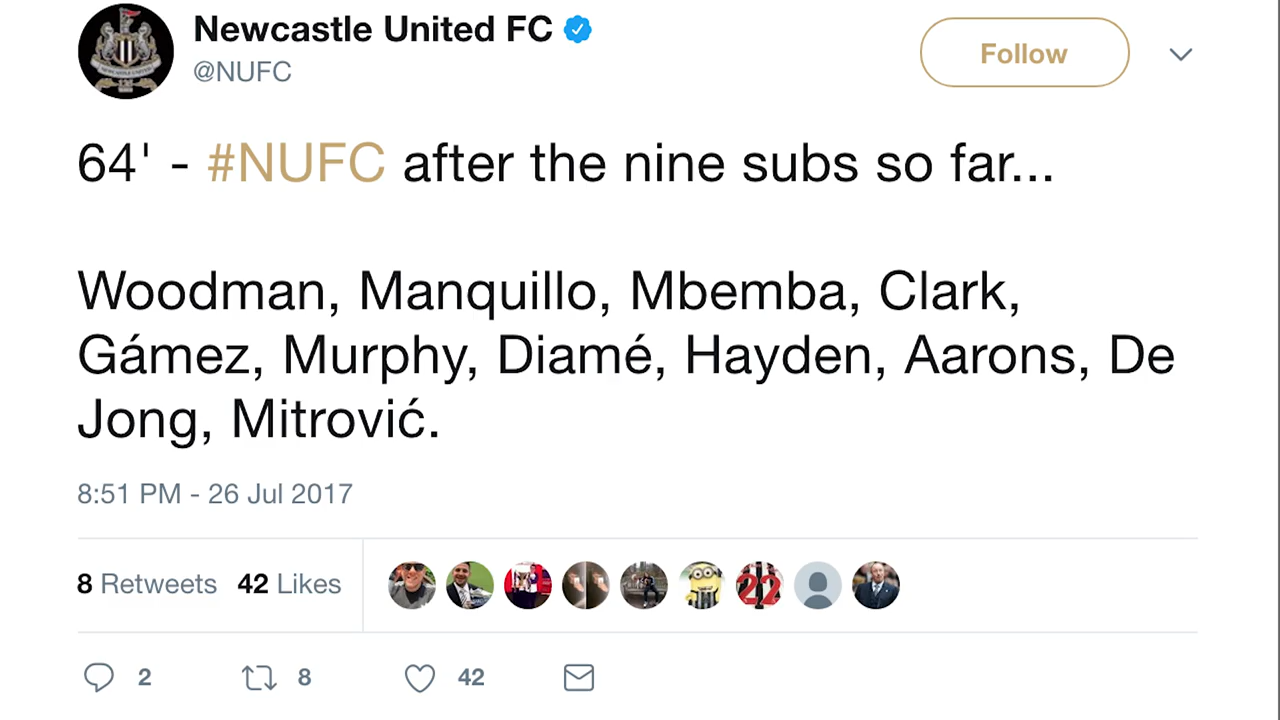 Newcastle United FC
@NUFC
Follow
64' - #NUFC after the nine subs so far...
Woodman, Manquillo, Mbemba, Clark,
Gámez, Murphy, Diamé, Hayden, Aarons, De
Jong, Mitrović.
8:51 PM - 26 Jul 2017
8 Retweets 42 Likes
22
2 8 42